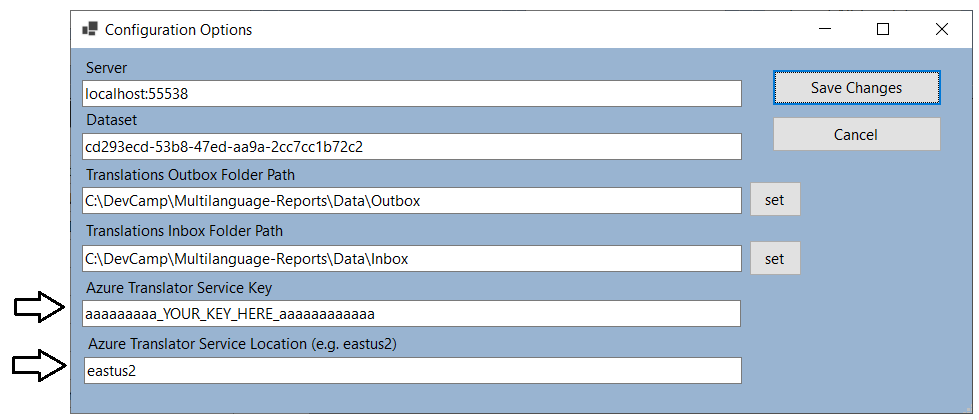 Configuration Options
Server
localhost:55538
Save Changes
Dataset
Cancel
cd293ecd-53b8-47ed-aa9a-2cc7cc1b72c2
Translations Outbox Folder Path
C:\DevCamp\Multilanguage-Reports\Data\Outbox
set
Translations Inbox Folder Path
C:\DevCamp\Multilanguage-Reports\Data\Inbox
set
Azure Translator Service Key
aaaaaaaaa_YOUR_KEY_HERE_aaaaaaaaaaaa
Azure Translator Service Location (e.g. eastus2)
eastus2